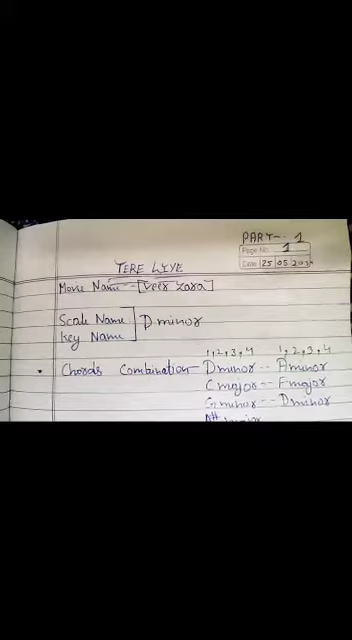 PART-- 1
Page No. 1
Date 25 05
TERE LIYE
Movie Name -- [Veer Zara]
Scale Name
Key Name
D minor
1,2,3,4 1,2,3,4
• Chords Combination - D minor -- A minor
C major -- F major
G minor -- D minor
A#